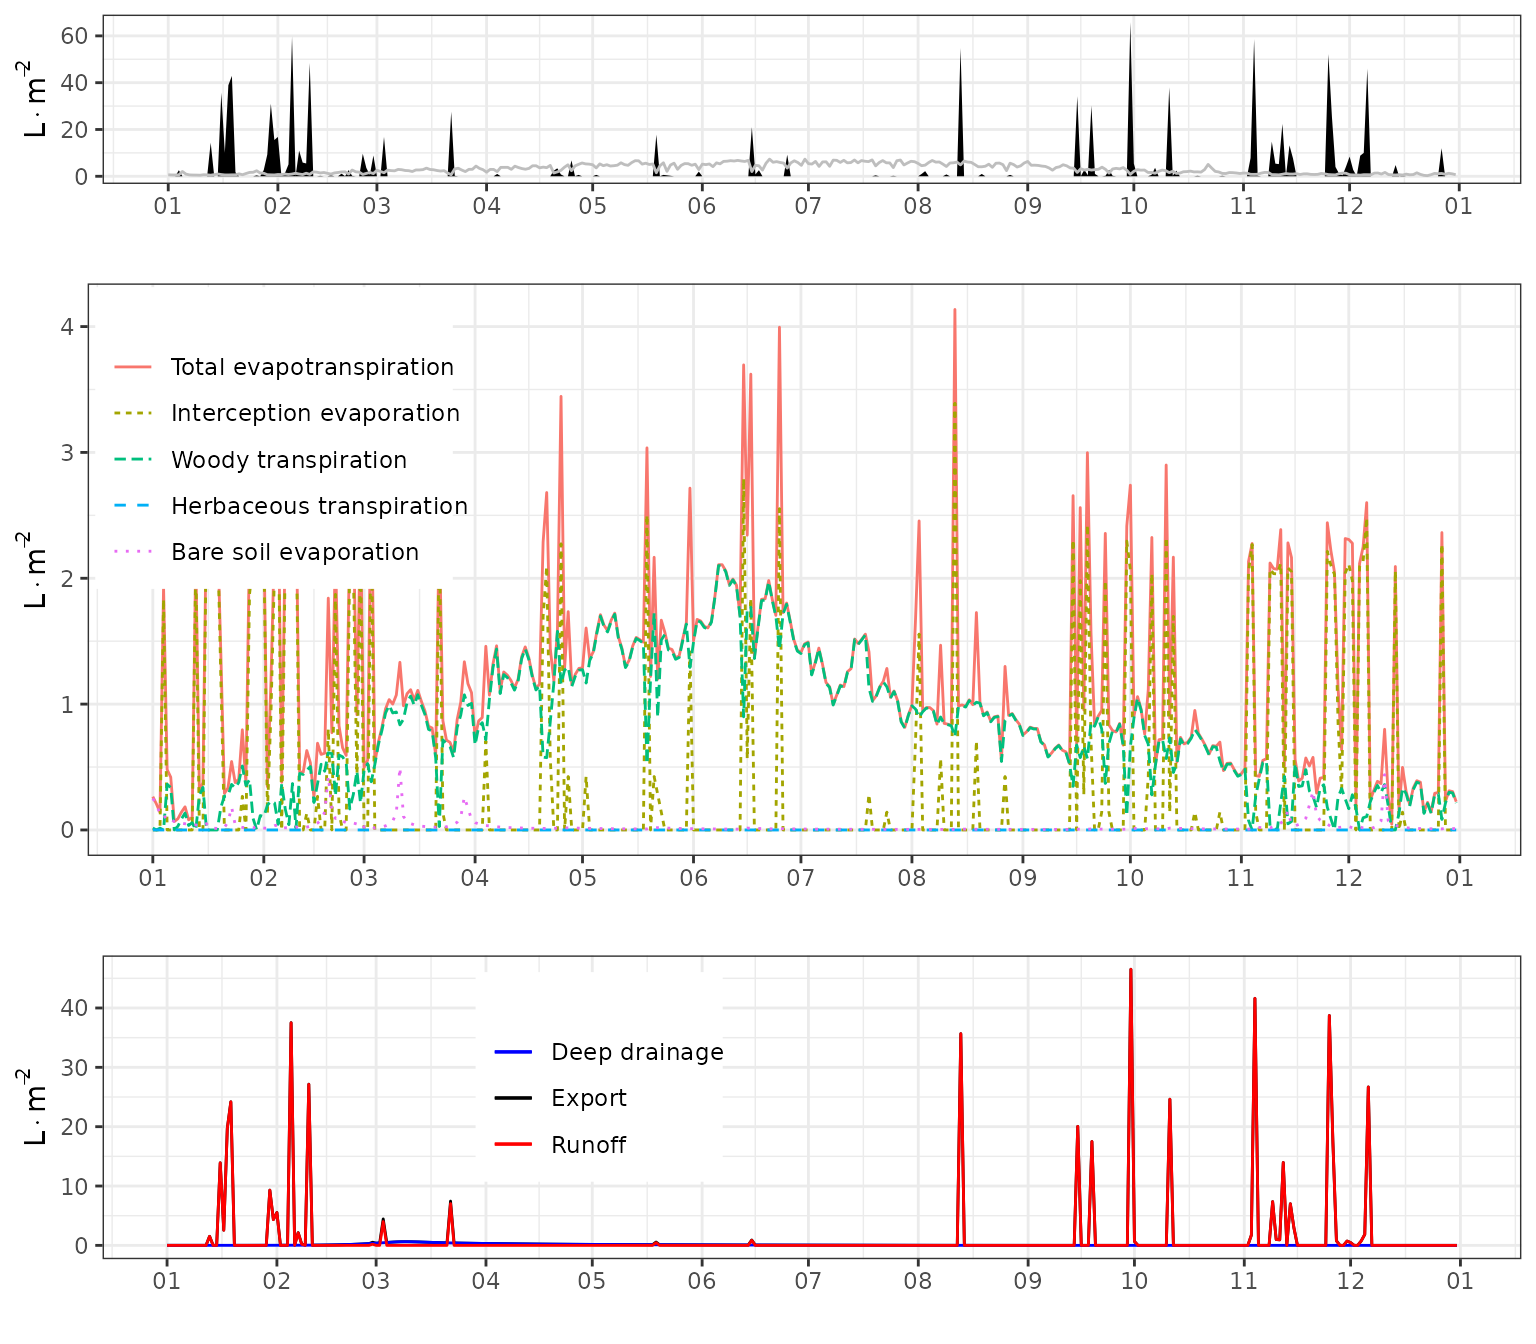 60
40
20
0
L · m⁻²
01 02 03 04 05 06 07 08 09 10 11 12 01
4
3
2
1
0
L · m⁻²
Total evapotranspiration
Interception evaporation
Woody transpiration
Herbaceous transpiration
Bare soil evaporation
01 02 03 04 05 06 07 08 09 10 11 12 01
40
30
20
10
0
L · m⁻²
Deep drainage
Export
Runoff
01 02 03 04 05 06 07 08 09 10 11 12 01